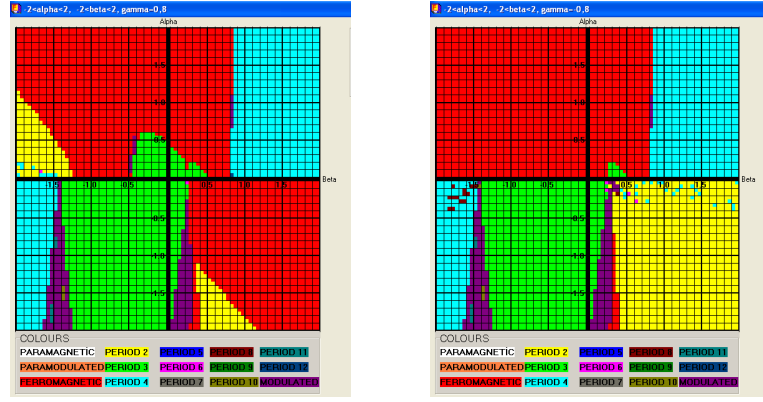 -2<alpha<2, -2<beta<2, gamma=0,8
Alpha
1.5
1.0
0.5
Beta
-1.5 -1.0 -0.5 0.5 1.0 1.5
-0.5
-1.0
-1.5
COLOURS
PARAMAGNETİC PERIOD 2 PERIOD 5 PERIOD 8 PERIOD 11
PARAMODULATED PERIOD 3 PERIOD 6 PERIOD 9 PERIOD 12
FERROMAGNETIC PERIOD 4 PERIOD 7 PERIOD 10 MODULATED
-2<alpha<2, -2<beta<2, gamma=-0,8
Alpha
1.5
1.0
0.5
Beta
-1.5 -1.0 -0.5 0.5 1.0 1.5
-0.5
-1.0
-1.5
COLOURS
PARAMAGNETİC PERIOD 2 PERIOD 5 PERIOD 8 PERIOD 11
PARAMODULATED PERIOD 3 PERIOD 6 PERIOD 9 PERIOD 12
FERROMAGNETIC PERIOD 4 PERIOD 7 PERIOD 10 MODULATED